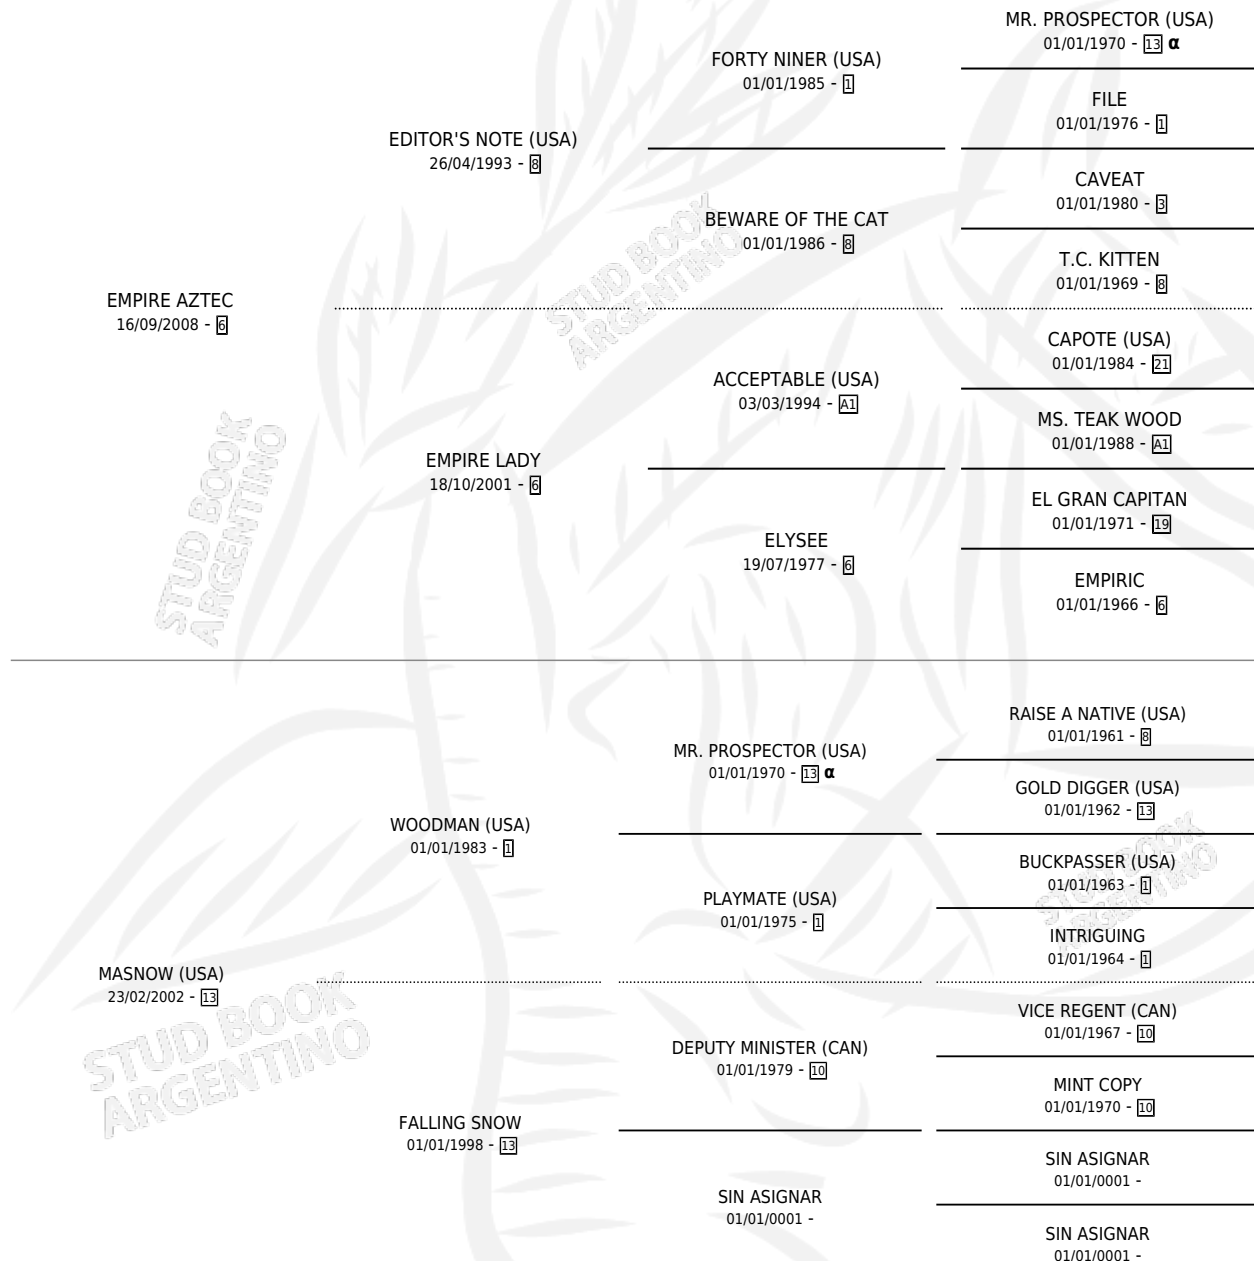 MR. PROSPECTOR (USA)
01/01/1970 - 13 α
FORTY NINER (USA)
01/01/1985 - 1
FILE
01/01/1976 - 1
EDITOR'S NOTE (USA)
26/04/1993 - 8
CAVEAT
01/01/1980 - 3
BEWARE OF THE CAT
01/01/1986 - 8
T.C. KITTEN
01/01/1969 - 8
EMPIRE AZTEC
16/09/2008 - 6
CAPOTE (USA)
01/01/1984 - 21
ACCEPTABLE (USA)
03/03/1994 - A1
MS. TEAK WOOD
01/01/1988 - A1
EMPIRE LADY
18/10/2001 - 6
EL GRAN CAPITAN
01/01/1971 - 19
ELYSEE
19/07/1977 - 6
EMPIRIC
01/01/1966 - 6
RAISE A NATIVE (USA)
01/01/1961 - 8
MR. PROSPECTOR (USA)
01/01/1970 - 13 α
GOLD DIGGER (USA)
01/01/1962 - 13
WOODMAN (USA)
01/01/1983 - 1
BUCKPASSER (USA)
01/01/1963 - 1
PLAYMATE (USA)
01/01/1975 - 1
INTRIGUING
01/01/1964 - 1
MASNOW (USA)
23/02/2002 - 13
VICE REGENT (CAN)
01/01/1967 - 10
DEPUTY MINISTER (CAN)
01/01/1979 - 10
MINT COPY
01/01/1970 - 10
FALLING SNOW
01/01/1998 - 13
SIN ASIGNAR
01/01/0001 -
SIN ASIGNAR
01/01/0001 -
SIN ASIGNAR
01/01/0001 -
STUD BOOK
ARGENTINO
STUD BOOK
ARGENTINO
STUD BOOK
ARGENTINO
STUD BOOK
ARGENTINO